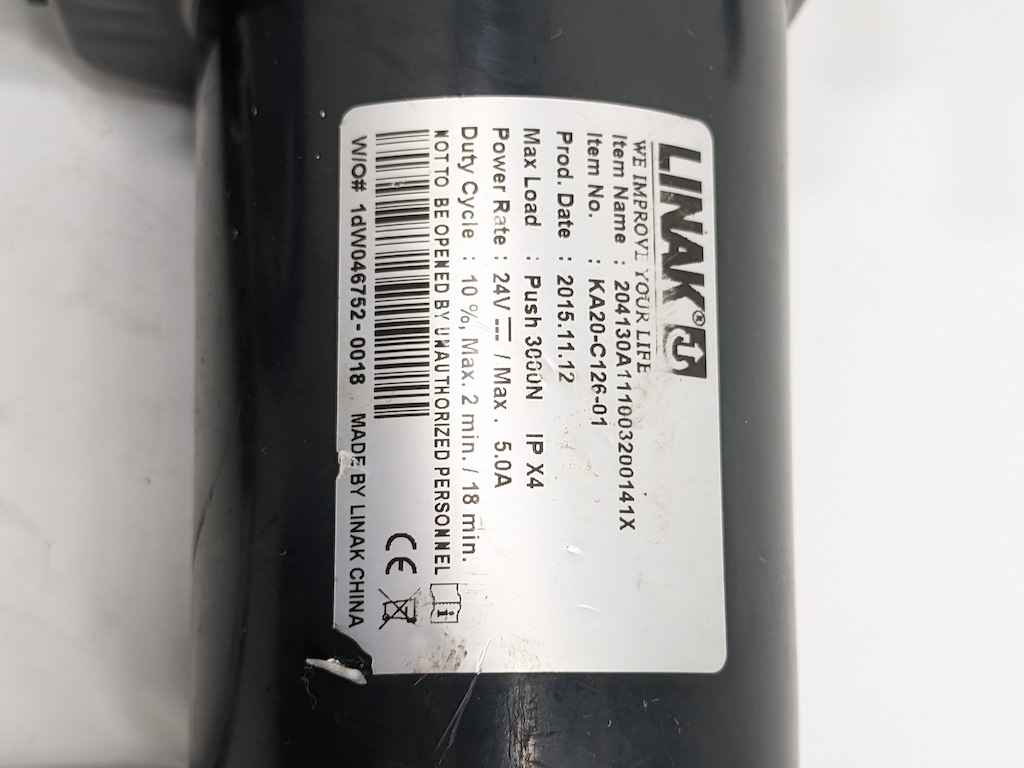 LINAK®
WE IMPROVE YOUR LIFE
Item Name : 204130A1110032００141X
Item No. : KA20-C126-01
Prod. Date : 2015.11.12
Max Load : Push 3000N IP X4
Power Rate : 24V ⎓ / Max . 5.0A
Duty Cycle : 10 %, Max. 2 min. / 18 min.
NOT TO BE OPENED BY UNAUTHORIZED PERSONNEL
CE
W/O# 1dW046752- 0018 MADE BY LINAK CHINA